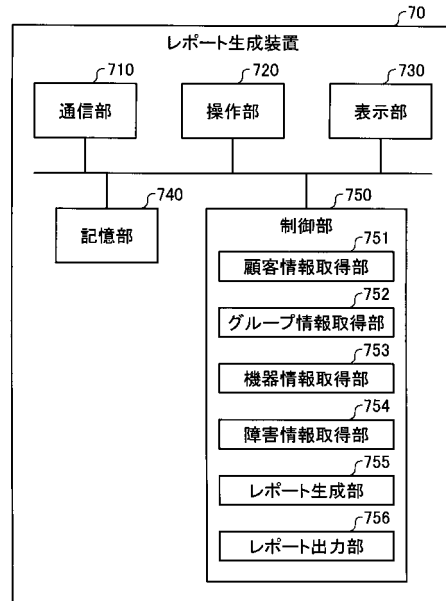 70
レポート生成装置
710
通信部
720
操作部
730
表示部
740
記憶部
750
制御部
751
顧客情報取得部
752
グループ情報取得部
753
機器情報取得部
754
障害情報取得部
755
レポート生成部
756
レポート出力部